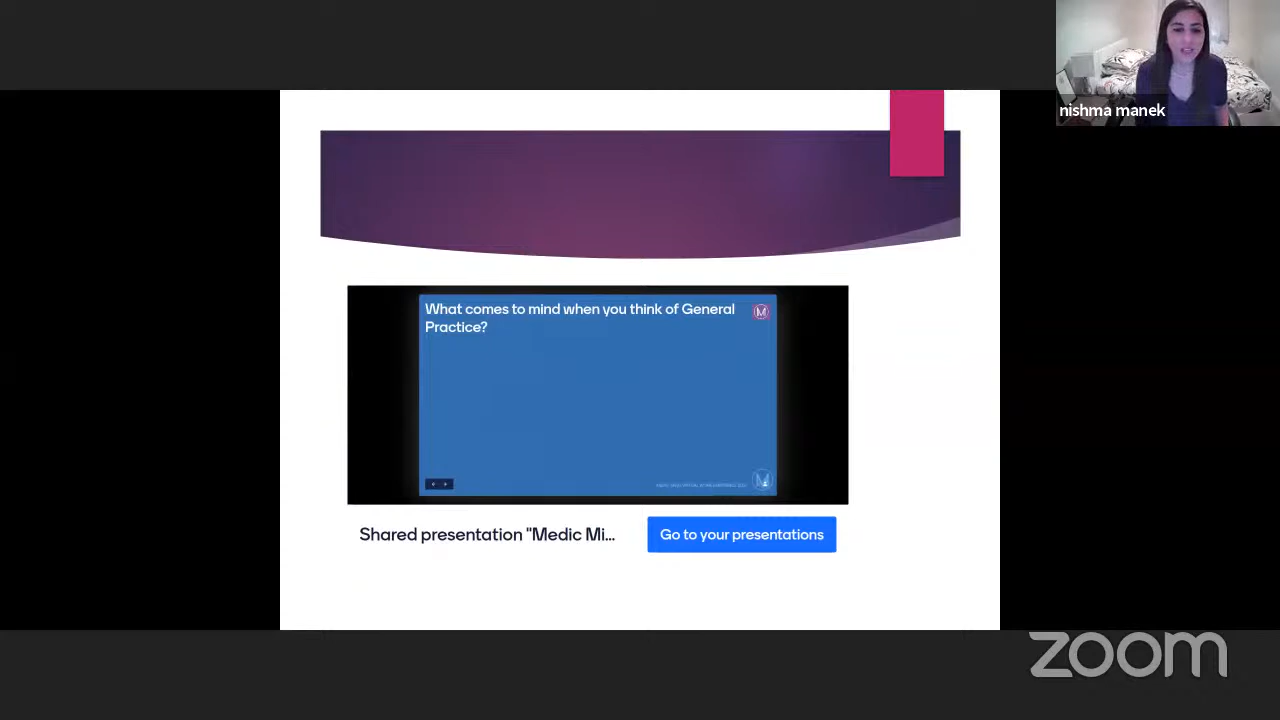 nishma manek
What comes to mind when you think of General
Practice?
Shared presentation "Medic Mi...
Go to your presentations
zoom